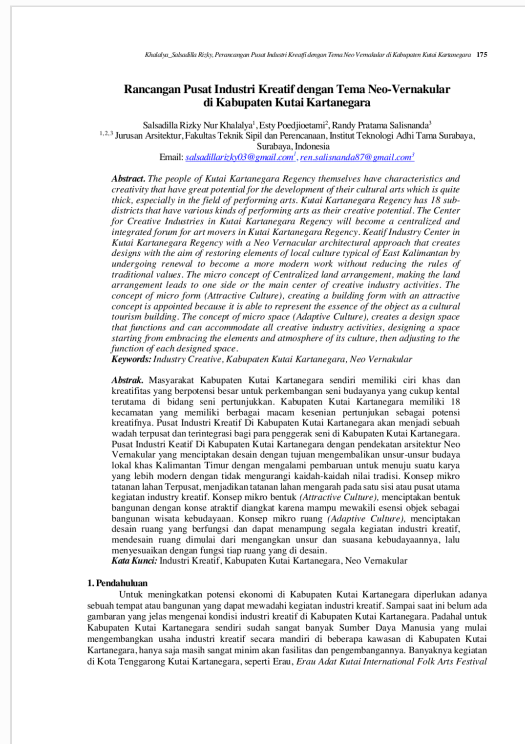 Khalalya_Salsadilla Rizky, Perancangan Pusat Industri Kreatfi dengan Tema Neo Vernakular di Kabupaten Kutai Kartanegara 175
Rancangan Pusat Industri Kreatif dengan Tema Neo-Vernakular
di Kabupaten Kutai Kartanegara
Salsadilla Rizky Nur Khalalya¹, Esty Poedjioetami², Randy Pratama Salisnanda³
¹,²,³ Jurusan Arsitektur, Fakultas Teknik Sipil dan Perencanaan, Institut Teknologi Adhi Tama Surabaya,
Surabaya, Indonesia
Email: salsadillarizky03@gmail.com¹, ren.salisnanda87@gmail.com³
Abstract. The people of Kutai Kartanegara Regency themselves have characteristics and
creativity that have great potential for the development of their cultural arts which is quite
thick, especially in the field of performing arts. Kutai Kartanegara Regency has 18 sub-
districts that have various kinds of performing arts as their creative potential. The Center
for Creative Industries in Kutai Kartanegara Regency will become a centralized and
integrated forum for art movers in Kutai Kartanegara Regency. Keatif Industry Center in
Kutai Kartanegara Regency with a Neo Vernacular architectural approach that creates
designs with the aim of restoring elements of local culture typical of East Kalimantan by
undergoing renewal to become a more modern work without reducing the rules of
traditional values. The micro concept of Centralized land arrangement, making the land
arrangement leads to one side or the main center of creative industry activities. The
concept of micro form (Attractive Culture), creating a building form with an attractive
concept is appointed because it is able to represent the essence of the object as a cultural
tourism building. The concept of micro space (Adaptive Culture), creates a design space
that functions and can accommodate all creative industry activities, designing a space
starting from embracing the elements and atmosphere of its culture, then adjusting to the
function of each designed space.
Keywords: Industry Creative, Kabupaten Kutai Kartanegara, Neo Vernakular
Abstrak. Masyarakat Kabupaten Kutai Kartanegara sendiri memiliki ciri khas dan
kreatifitas yang berpotensi besar untuk perkembangan seni budayanya yang cukup kental
terutama di bidang seni pertunjukkan. Kabupaten Kutai Kartanegara memiliki 18
kecamatan yang memiliki berbagai macam kesenian pertunjukan sebagai potensi
kreatifnya. Pusat Industri Kreatif di Kabupaten Kutai Kartanegara akan menjadi sebuah
wadah terpusat dan terintegrasi bagi para penggerak seni di Kabupaten Kutai Kartanegara.
Pusat Industri Keatif Di Kabupaten Kutai Kartanegara dengan pendekatan arsitektur Neo
Vernakular yang menciptakan desain dengan tujuan mengembalikan unsur-unsur budaya
lokal khas Kalimantan Timur dengan mengalami pembaruan untuk menuju suatu karya
yang lebih modern dengan tidak mengurangi kaidah-kaidah nilai tradisi. Konsep mikro
tatanan lahan Terpusat, menjadikan tatanan lahan mengarah pada satu sisi atau pusat utama
kegiatan industry kreatif. Konsep mikro bentuk (Attractive Culture), menciptakan bentuk
bangunan dengan konse atraktif diangkat karena mampu mewakili esensi objek sebagai
bangunan wisata kebudayaan. Konsep mikro ruang (Adaptive Culture), menciptakan
desain ruang yang berfungsi dan dapat menampung segala kegiatan industri kreatif,
mendesain ruang dimulai dari mengangkan unsur dan suasana kebudayaannya, lalu
menyesuaikan dengan fungsi tiap ruang yang di desain.
Kata Kunci: Industri Kreatif, Kabupaten Kutai Kartanegara, Neo Vernakular
1. Pendahuluan
Untuk meningkatkan potensi ekonomi di Kabupaten Kutai Kartanegara diperlukan adanya
sebuah tempat atau bangunan yang dapat mewadahi kegiatan industri kreatif. Sampai saat ini belum ada
gambaran yang jelas mengenai kondisi industri kreatif di Kabupaten Kutai Kartanegara. Padahal untuk
Kabupaten Kutai Kartanegara sendiri sudah sangat banyak Sumber Daya Manusia yang mulai
mengembangkan usaha industri kreatif secara mandiri di beberapa kawasan di Kabupaten Kutai
Kartanegara, hanya saja masih sangat minim akan fasilitas dan pengembangannya. Banyaknya kegiatan
di Kota Tenggarong Kutai Kartanegara, seperti Erau, Erau Adat Kutai International Folk Arts Festival